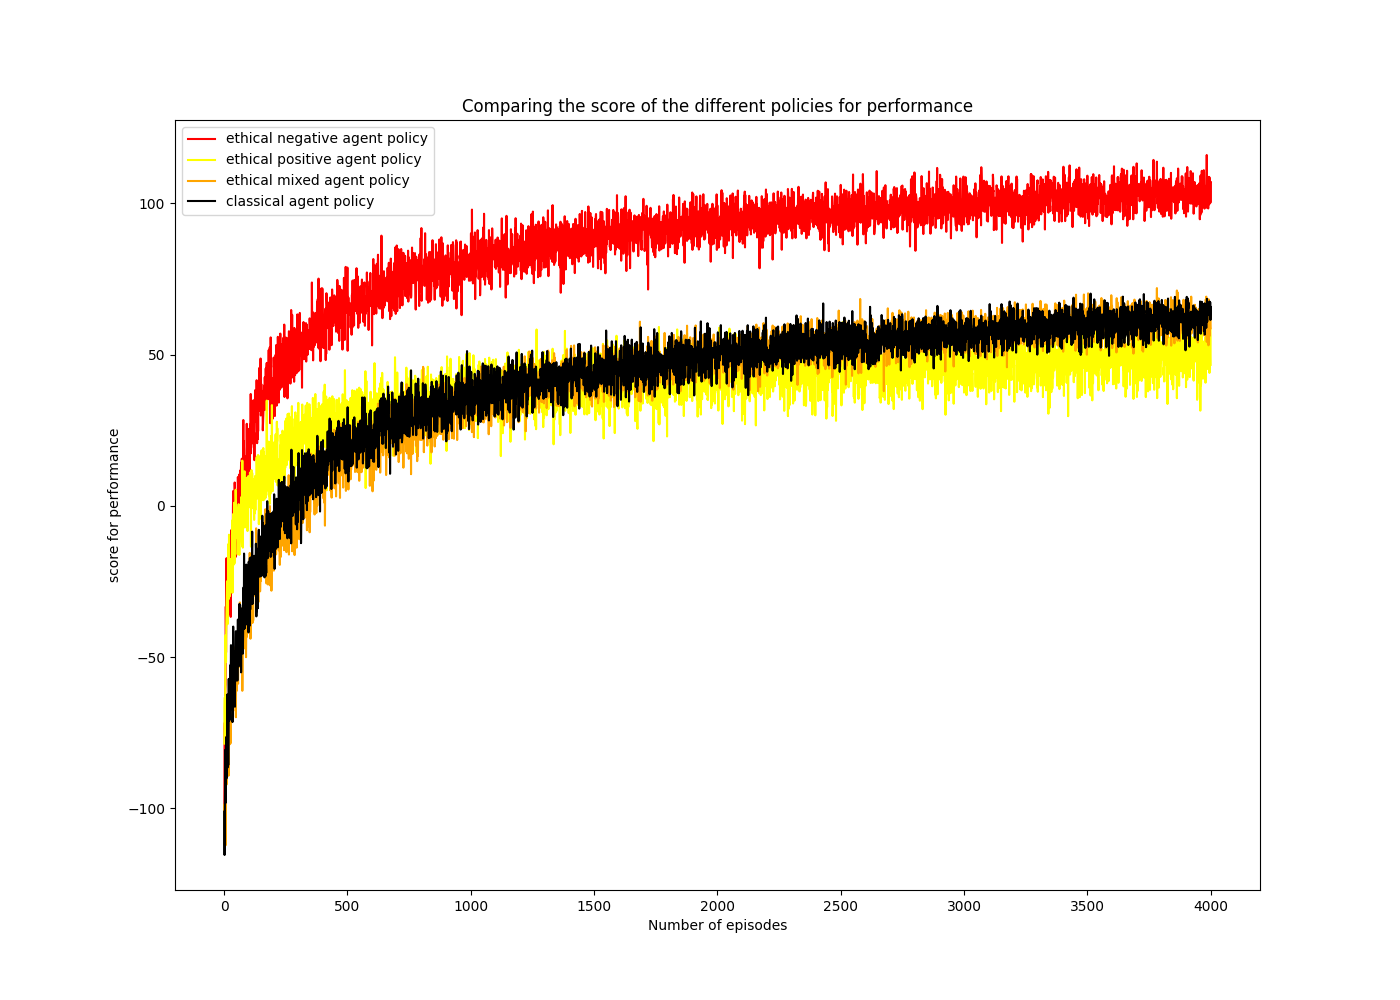 Comparing the score of the different policies for performance
ethical negative agent policy
ethical positive agent policy
ethical mixed agent policy
classical agent policy
score for performance
100
50
0
−50
−100
0 500 1000 1500 2000 2500 3000 3500 4000
Number of episodes